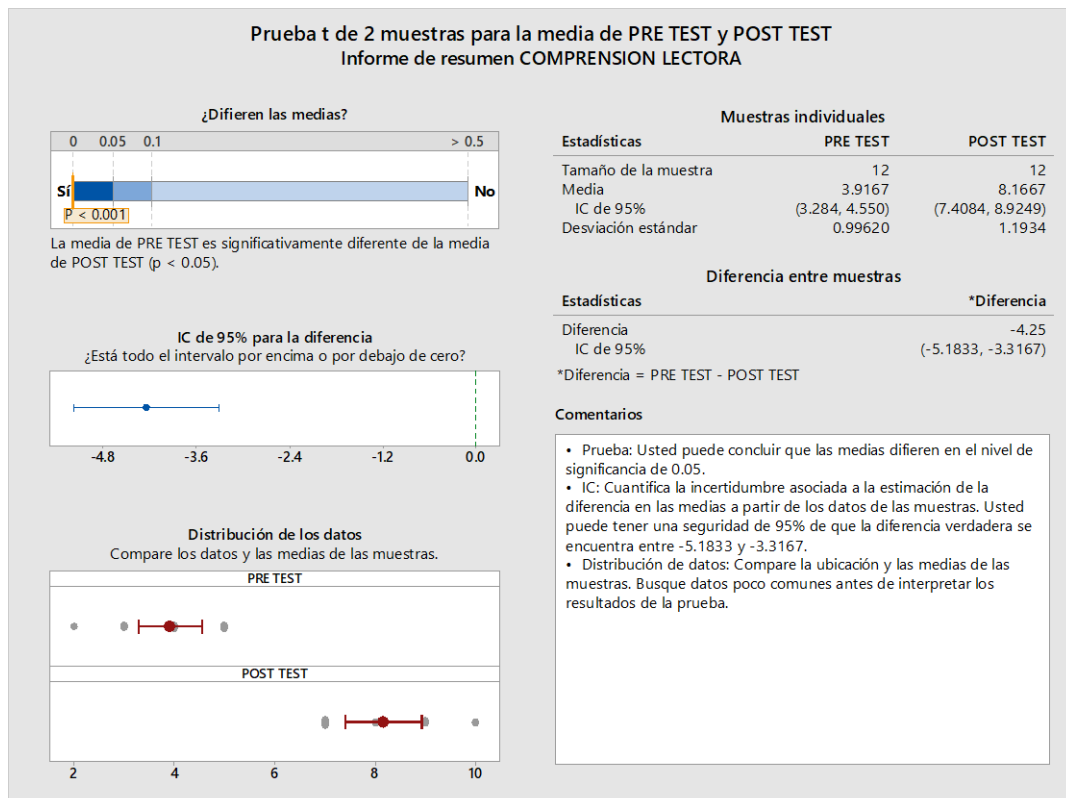 Prueba t de 2 muestras para la media de PRE TEST y POST TEST
Informe de resumen COMPRENSION LECTORA
¿Difieren las medias?
0 0.05 0.1 > 0.5
Sí No
P < 0.001
La media de PRE TEST es significativamente diferente de la media
de POST TEST (p < 0.05).
IC de 95% para la diferencia
¿Está todo el intervalo por encima o por debajo de cero?
-4.8 -3.6 -2.4 -1.2 0.0
Distribución de los datos
Compare los datos y las medias de las muestras.
PRE TEST
POST TEST
2 4 6 8 10
Muestras individuales
Estadísticas PRE TEST POST TEST
Tamaño de la muestra 12 12
Media 3.9167 8.1667
IC de 95% (3.284, 4.550) (7.4084, 8.9249)
Desviación estándar 0.99620 1.1934
Diferencia entre muestras
Estadísticas *Diferencia
Diferencia -4.25
IC de 95% (-5.1833, -3.3167)
*Diferencia = PRE TEST - POST TEST
Comentarios
• Prueba: Usted puede concluir que las medias difieren en el nivel de
significancia de 0.05.
• IC: Cuantifica la incertidumbre asociada a la estimación de la
diferencia en las medias a partir de los datos de las muestras. Usted
puede tener una seguridad de 95% de que la diferencia verdadera se
encuentra entre -5.1833 y -3.3167.
• Distribución de datos: Compare la ubicación y las medias de las
muestras. Busque datos poco comunes antes de interpretar los
resultados de la prueba.